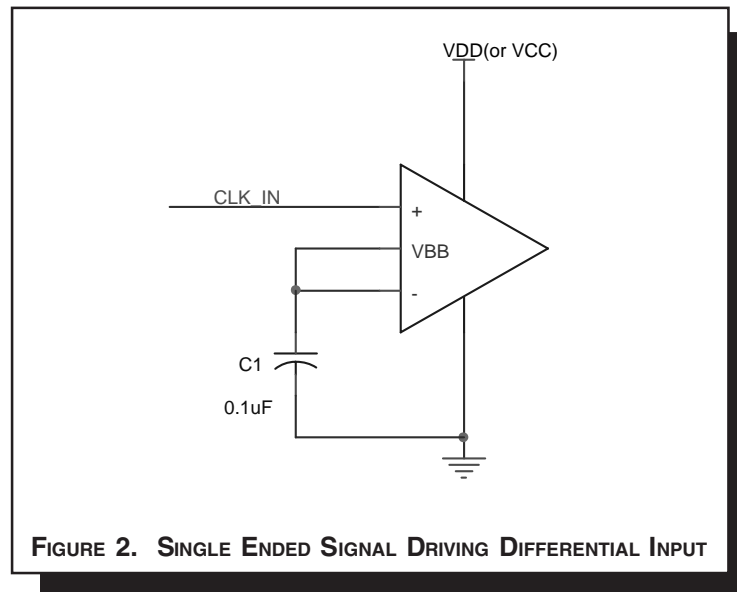 VDD(or VCC)
CLK_IN
+
VBB
-
C1
0.1uF
FIGURE 2. SINGLE ENDED SIGNAL DRIVING DIFFERENTIAL INPUT